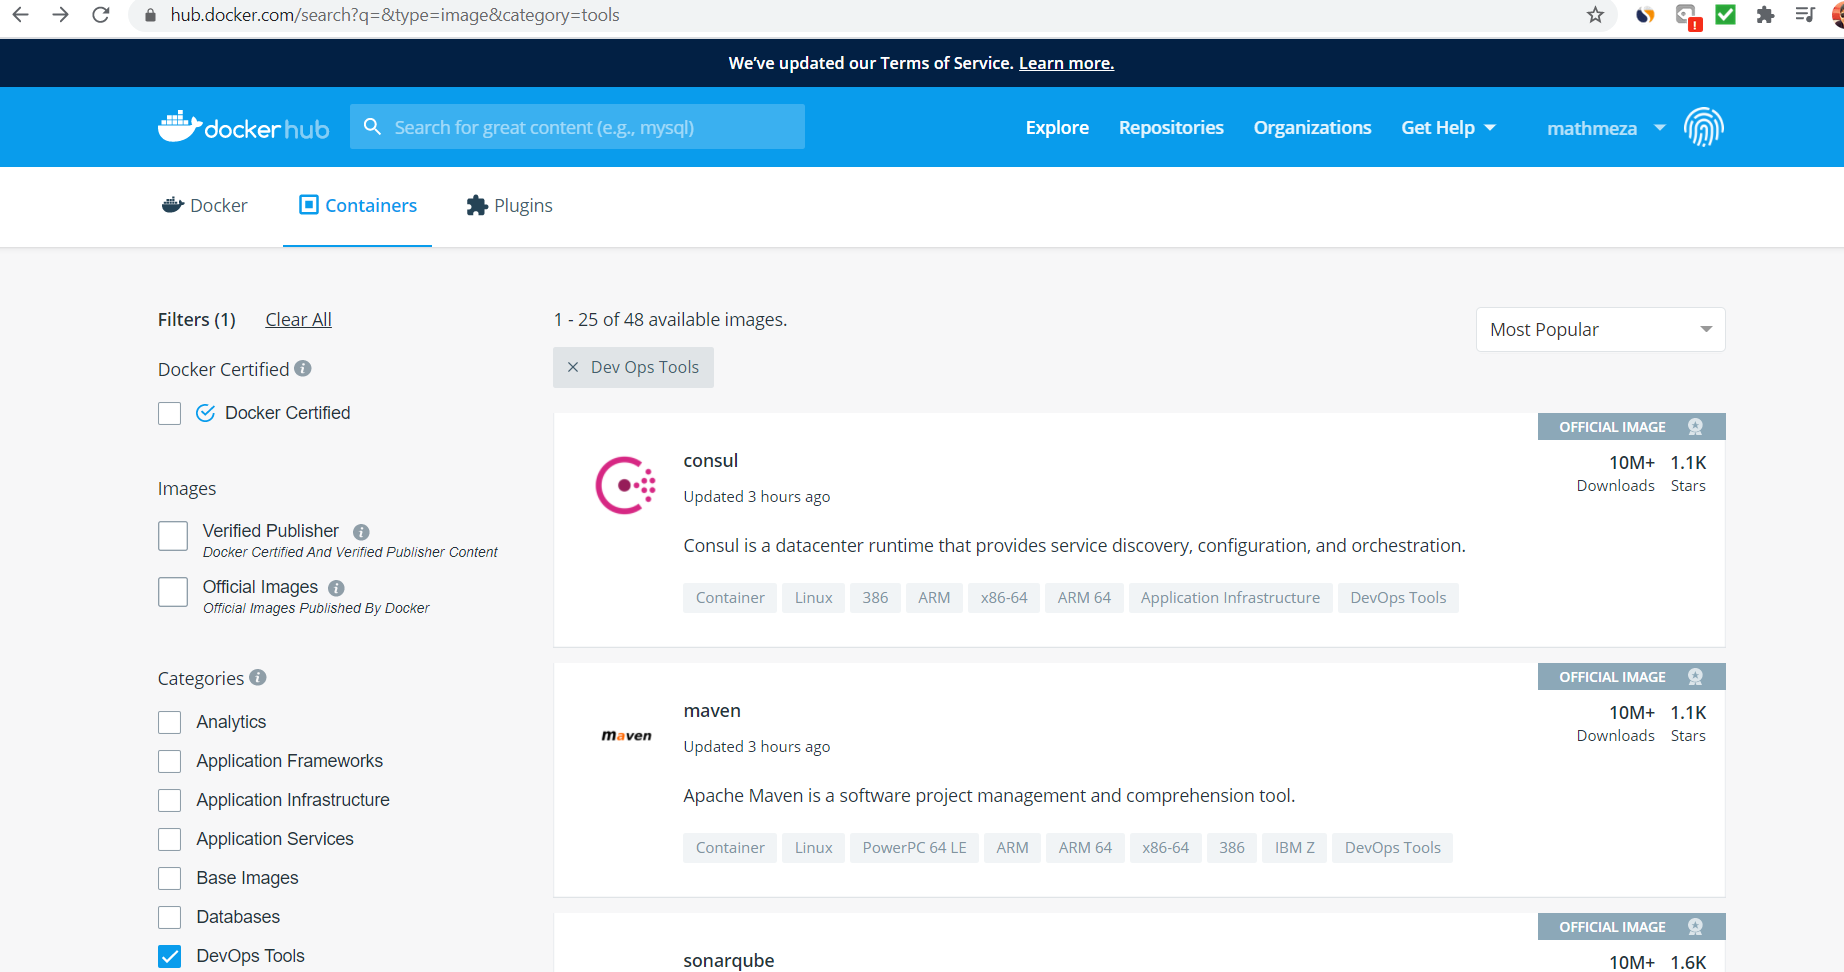 hub.docker.com/search?q=&type=image&category=tools
We've updated our Terms of Service. Learn more.
docker hub
Search for great content (e.g., mysql)
Explore
Repositories
Organizations
Get Help
mathmeza
Docker
Containers
Plugins
Filters (1)
Clear All
1 - 25 of 48 available images.
Most Popular
Dev Ops Tools
Docker Certified
Docker Certified
Images
Verified Publisher
Docker Certified And Verified Publisher Content
Official Images
Official Images Published By Docker
Categories
Analytics
Application Frameworks
Application Infrastructure
Application Services
Base Images
Databases
DevOps Tools
OFFICIAL IMAGE
consul
10M+ 1.1K
Downloads Stars
Updated 3 hours ago
Consul is a datacenter runtime that provides service discovery, configuration, and orchestration.
Container Linux 386 ARM x86-64 ARM 64 Application Infrastructure DevOps Tools
OFFICIAL IMAGE
maven
maven
10M+ 1.1K
Downloads Stars
Updated 3 hours ago
Apache Maven is a software project management and comprehension tool.
Container Linux PowerPC 64 LE ARM ARM 64 x86-64 386 IBM Z DevOps Tools
OFFICIAL IMAGE
sonarqube
10M+ 1.6K